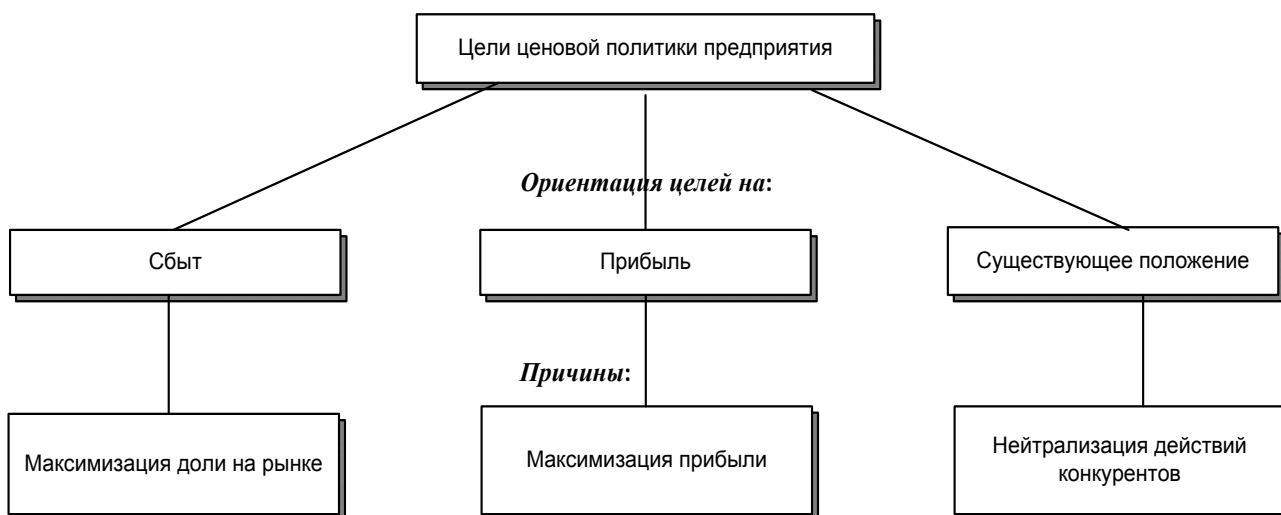 Цели ценовой политики предприятия
Ориентация целей на:
Сбыт
Прибыль
Существующее положение
Причины:
Максимизация доли на рынке
Максимизация прибыли
Нейтрализация действий
конкурентов